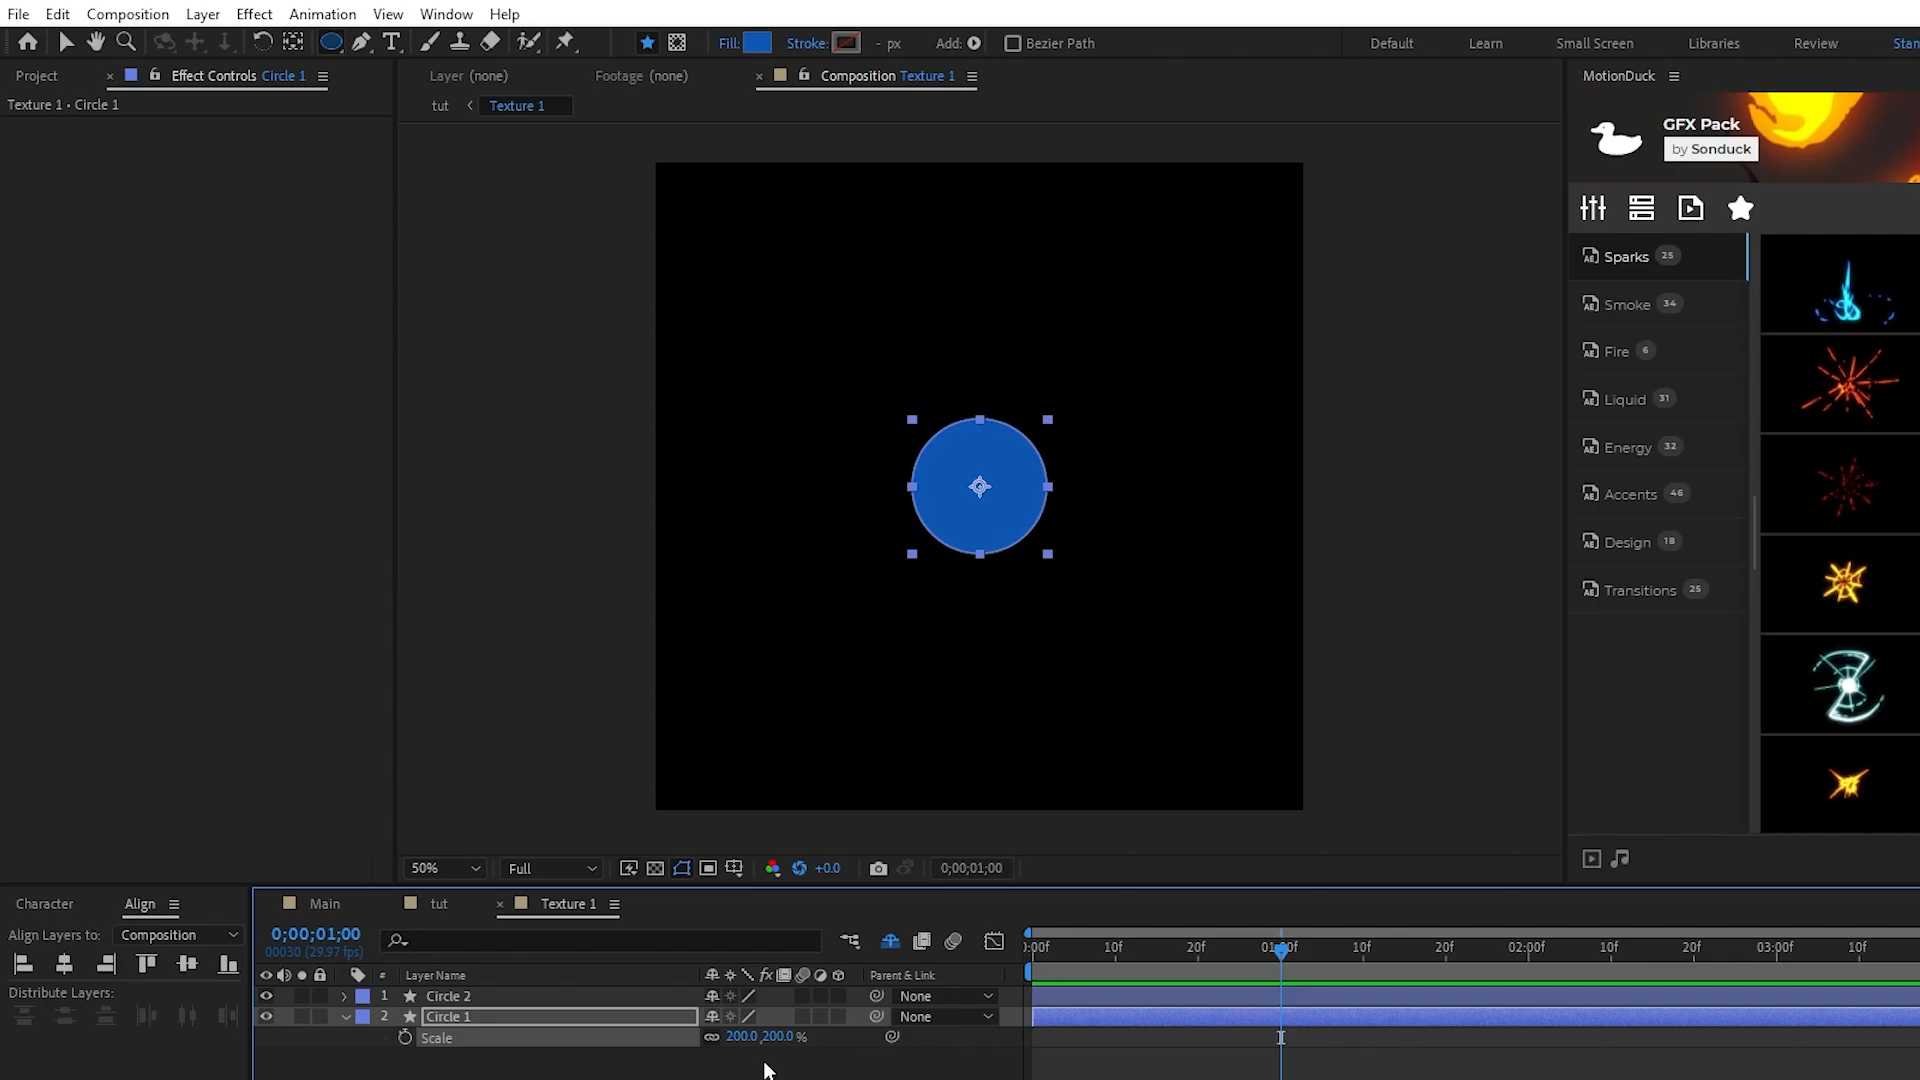 File Edit Composition Layer Effect Animation View Window Help
Fill: Stroke: - px Add: Bezier Path Default Learn Small Screen Libraries Review Stan
Project × Effect Controls Circle 1
Texture 1 • Circle 1
Layer (none) Footage (none) × Composition Texture 1
tut < Texture 1
MotionDuck
GFX Pack
by Sonduck
Sparks 25
Smoke 34
Fire 6
Liquid 31
Energy 32
Accents 46
Design 18
Transitions 25
50% Full +0.0 0;00;01;00
Character Align
Align Layers to: Composition
Distribute Layers:
Main tut × Texture 1
0;00;01;00
00030 (29.97 fps)
# Layer Name Parent & Link
1 Circle 2 None
2 Circle 1 None
Scale 200.0,200.0 %
):00f 10f 20f 01:00f 10f 20f 02:00f 10f 20f 03:00f 10f